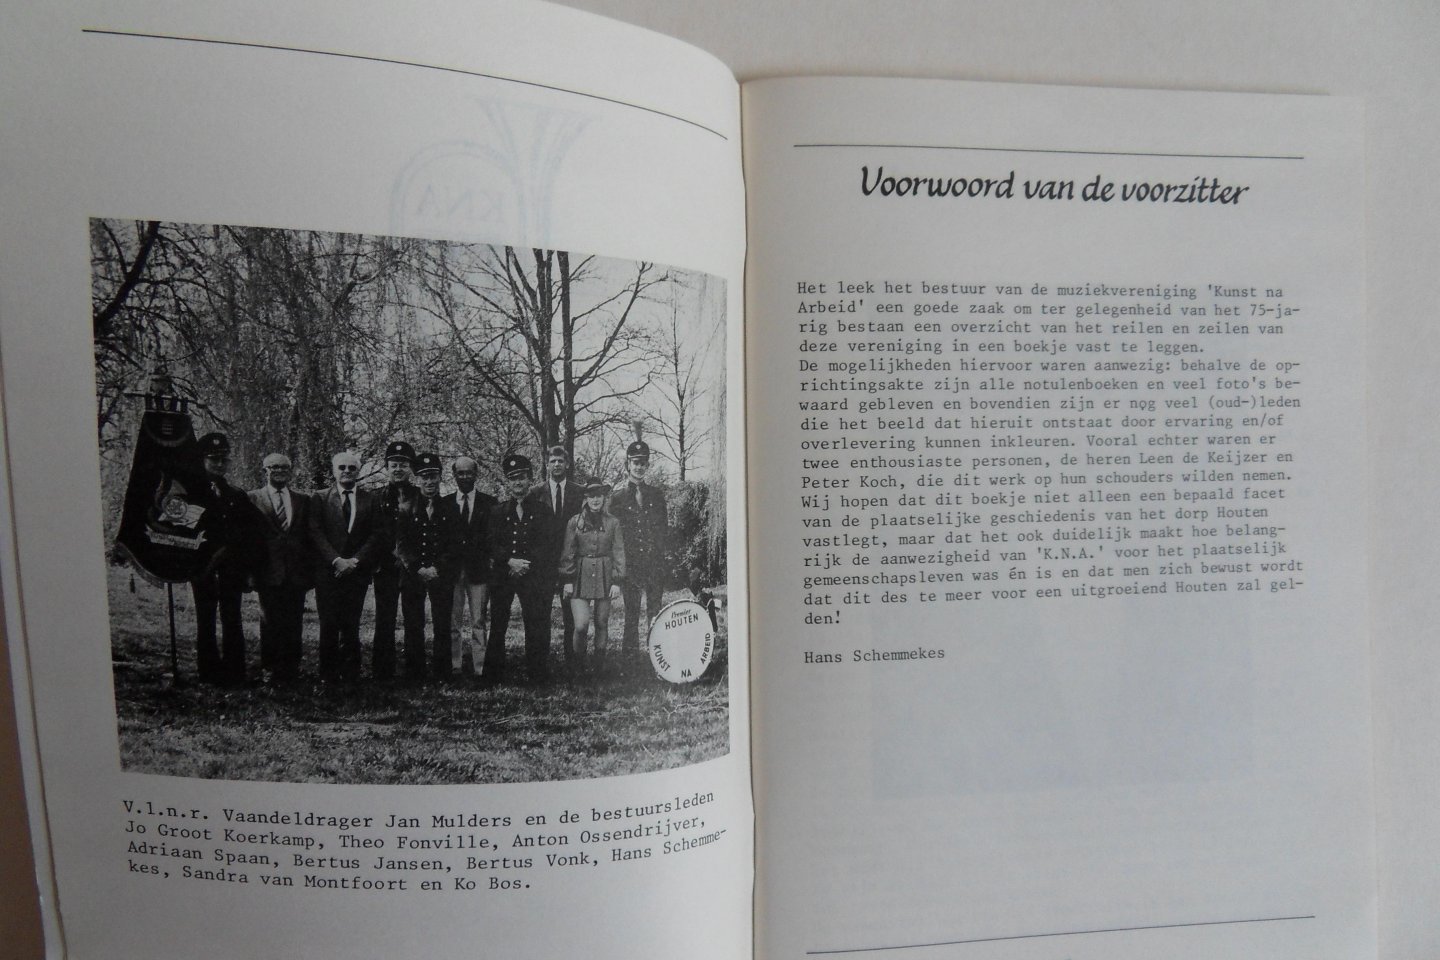 KNA
Premier
HOUTEN
KUNST NA ARBEID
V.l.n.r. Vaandeldrager Jan Mulders en de bestuursleden
Jo Groot Koerkamp, Theo Fonville, Anton Ossendrijver,
Adriaan Spaan, Bertus Jansen, Bertus Vonk, Hans Schemme-
kes, Sandra van Montfoort en Ko Bos.
Voorwoord van de voorzitter
Het leek het bestuur van de muziekvereniging 'Kunst na
Arbeid' een goede zaak om ter gelegenheid van het 75-ja-
rig bestaan een overzicht van het reilen en zeilen van
deze vereniging in een boekje vast te leggen.
De mogelijkheden hiervoor waren aanwezig: behalve de op-
richtingsakte zijn alle notulenboeken en veel foto's be-
waard gebleven en bovendien zijn er nog veel (oud-)leden
die het beeld dat hieruit ontstaat door ervaring en/of
overlevering kunnen inkleuren. Vooral echter waren er
twee enthousiaste personen, de heren Leen de Keijzer en
Peter Koch, die dit werk op hun schouders wilden nemen.
Wij hopen dat dit boekje niet alleen een bepaald facet
van de plaatselijke geschiedenis van het dorp Houten
vastlegt, maar dat het ook duidelijk maakt hoe belang-
rijk de aanwezigheid van 'K.N.A.' voor het plaatselijk
gemeenschapsleven was én is en dat men zich bewust wordt
dat dit des te meer voor een uitgroeiend Houten zal gel-
den!
Hans Schemmekes